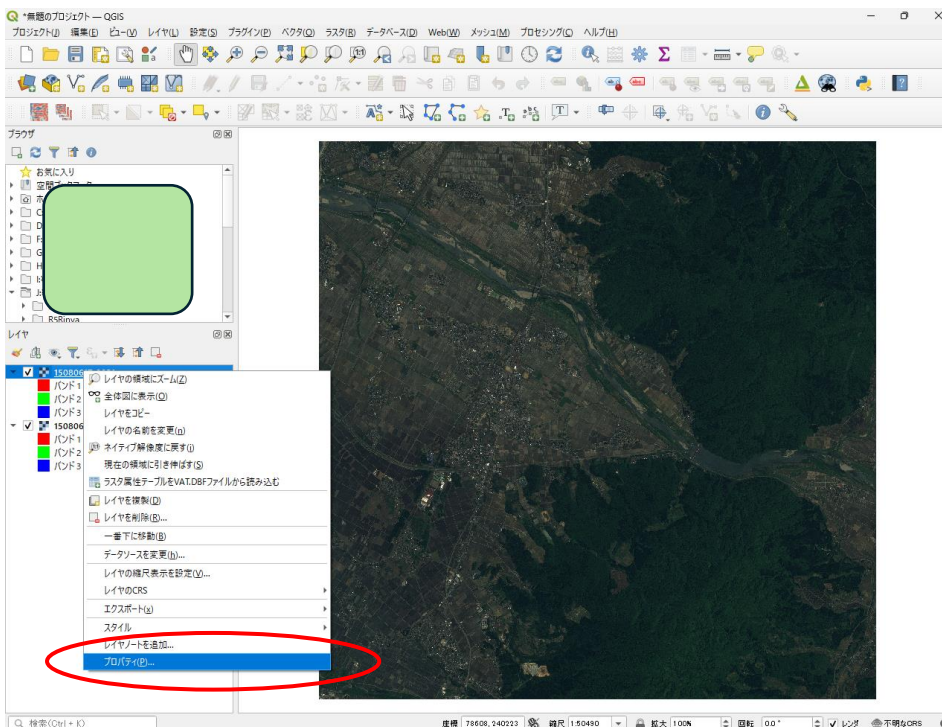 *無題のプロジェクト — QGIS
プロジェクト(J) 編集(E) ビュー(V) レイヤ(L) 設定(S) プラグイン(P) ベクタ(O) ラスタ(R) データベース(D) Web(W) メッシュ(M) プロセシング(C) ヘルプ(H)
ブラウザ
お気に入り
レイヤ
バンド 1
バンド 2
バンド 3
150806
バンド 1
バンド 2
バンド 3
レイヤの領域にズーム(Z)
全体図に表示(O)
レイヤをコピー
レイヤの名前を変更(n)
ネイティブ解像度に戻す(i)
現在の領域に引き伸ばす(S)
ラスタ属性テーブルをVAT.DBFファイルから読み込む
レイヤを複製(D)
レイヤを削除(R)...
一番下に移動(B)
データソースを変更(h)...
レイヤの縮尺表示を設定(V)...
レイヤのCRS
エクスポート(x)
スタイル
レイヤノートを追加...
プロパティ(P)...
検索(Ctrl + K)
座標 78608,240223 縮尺 1:50490 拡大 100% 回転 0.0 ° レンダ 不明なCRS